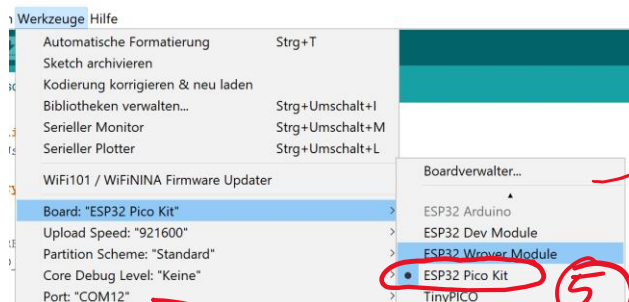 Werkzeuge Hilfe
Automatische Formatierung Strg+T
Sketch archivieren
Kodierung korrigieren & neu laden
Bibliotheken verwalten... Strg+Umschalt+I
Serieller Monitor Strg+Umschalt+M
Serieller Plotter Strg+Umschalt+L
WiFi101 / WiFiNINA Firmware Updater
Board: "ESP32 Pico Kit"
Upload Speed: "921600"
Partition Scheme: "Standard"
Core Debug Level: "Keine"
Port: "COM12"
Boardverwalter...
ESP32 Arduino
ESP32 Dev Module
ESP32 Wrover Module
ESP32 Pico Kit
TinyPICO
5